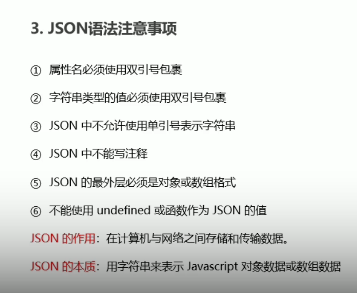 3. JSON语法注意事项
① 属性名必须使用双引号包裹
② 字符串类型的值必须使用双引号包裹
③ JSON 中不允许使用单引号表示字符串
④ JSON 中不能写注释
⑤ JSON 的最外层必须是对象或数组格式
⑥ 不能使用 undefined 或函数作为 JSON 的值
JSON 的作用：在计算机与网络之间存储和传输数据。
JSON 的本质：用字符串来表示 Javascript 对象数据或数组数据